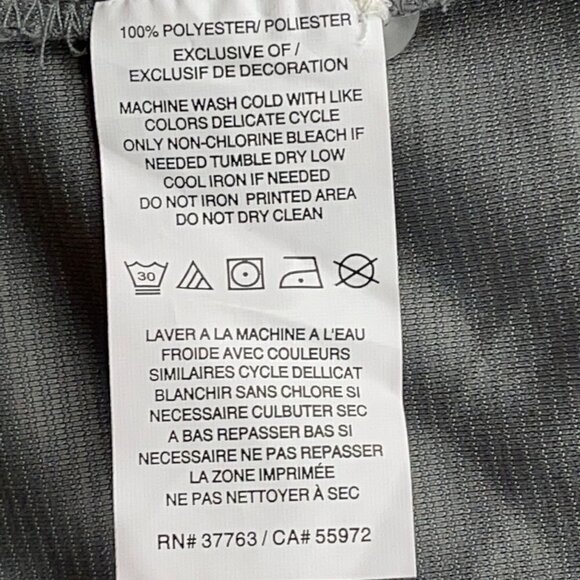 100% POLYESTER/ POLIESTER
EXCLUSIVE OF /
EXCLUSIF DE DECORATION
MACHINE WASH COLD WITH LIKE
COLORS DELICATE CYCLE
ONLY NON-CHLORINE BLEACH IF
NEEDED TUMBLE DRY LOW
COOL IRON IF NEEDED
DO NOT IRON PRINTED AREA
DO NOT DRY CLEAN
30
LAVER A LA MACHINE A L'EAU
FROIDE AVEC COULEURS
SIMILAIRES CYCLE DELLICAT
BLANCHIR SANS CHLORE SI
NECESSAIRE CULBUTER SEC
A BAS REPASSER BAS SI
NECESSAIRE NE PAS REPASSER
LA ZONE IMPRIMÉE
NE PAS NETTOYER À SEC
RN# 37763 / CA# 55972